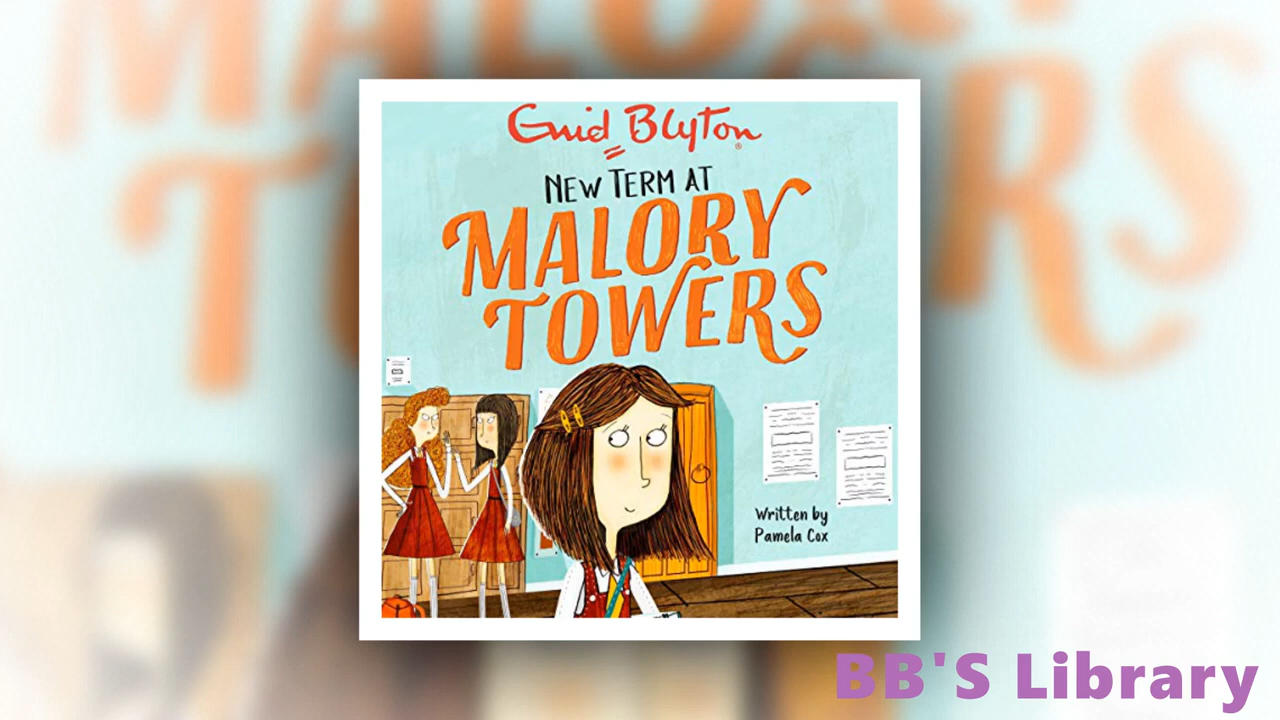 Enid Blyton®
NEW TERM AT
MALORY
TOWERS
Written by
Pamela Cox
BB'S Library